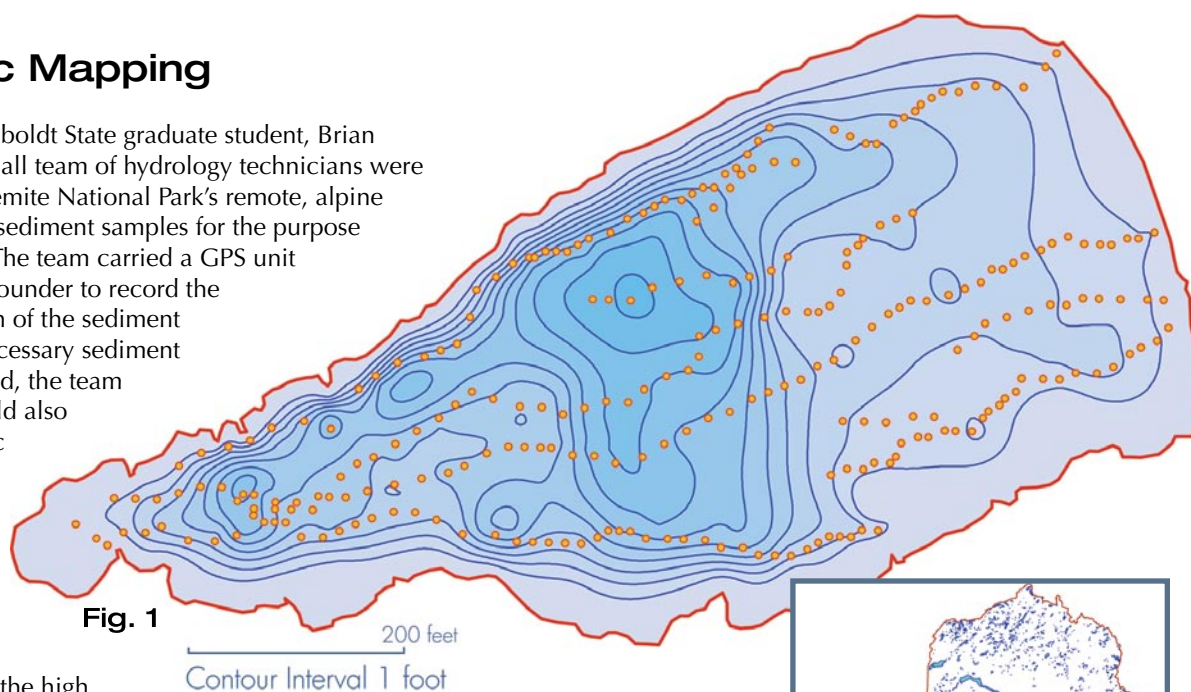 c Mapping
boldt State graduate student, Brian
all team of hydrology technicians were
emite National Park's remote, alpine
sediment samples for the purpose
The team carried a GPS unit
ounder to record the
n of the sediment
cessary sediment
d, the team
ld also
c
Fig. 1
200 feet
Contour Interval 1 foot
the high